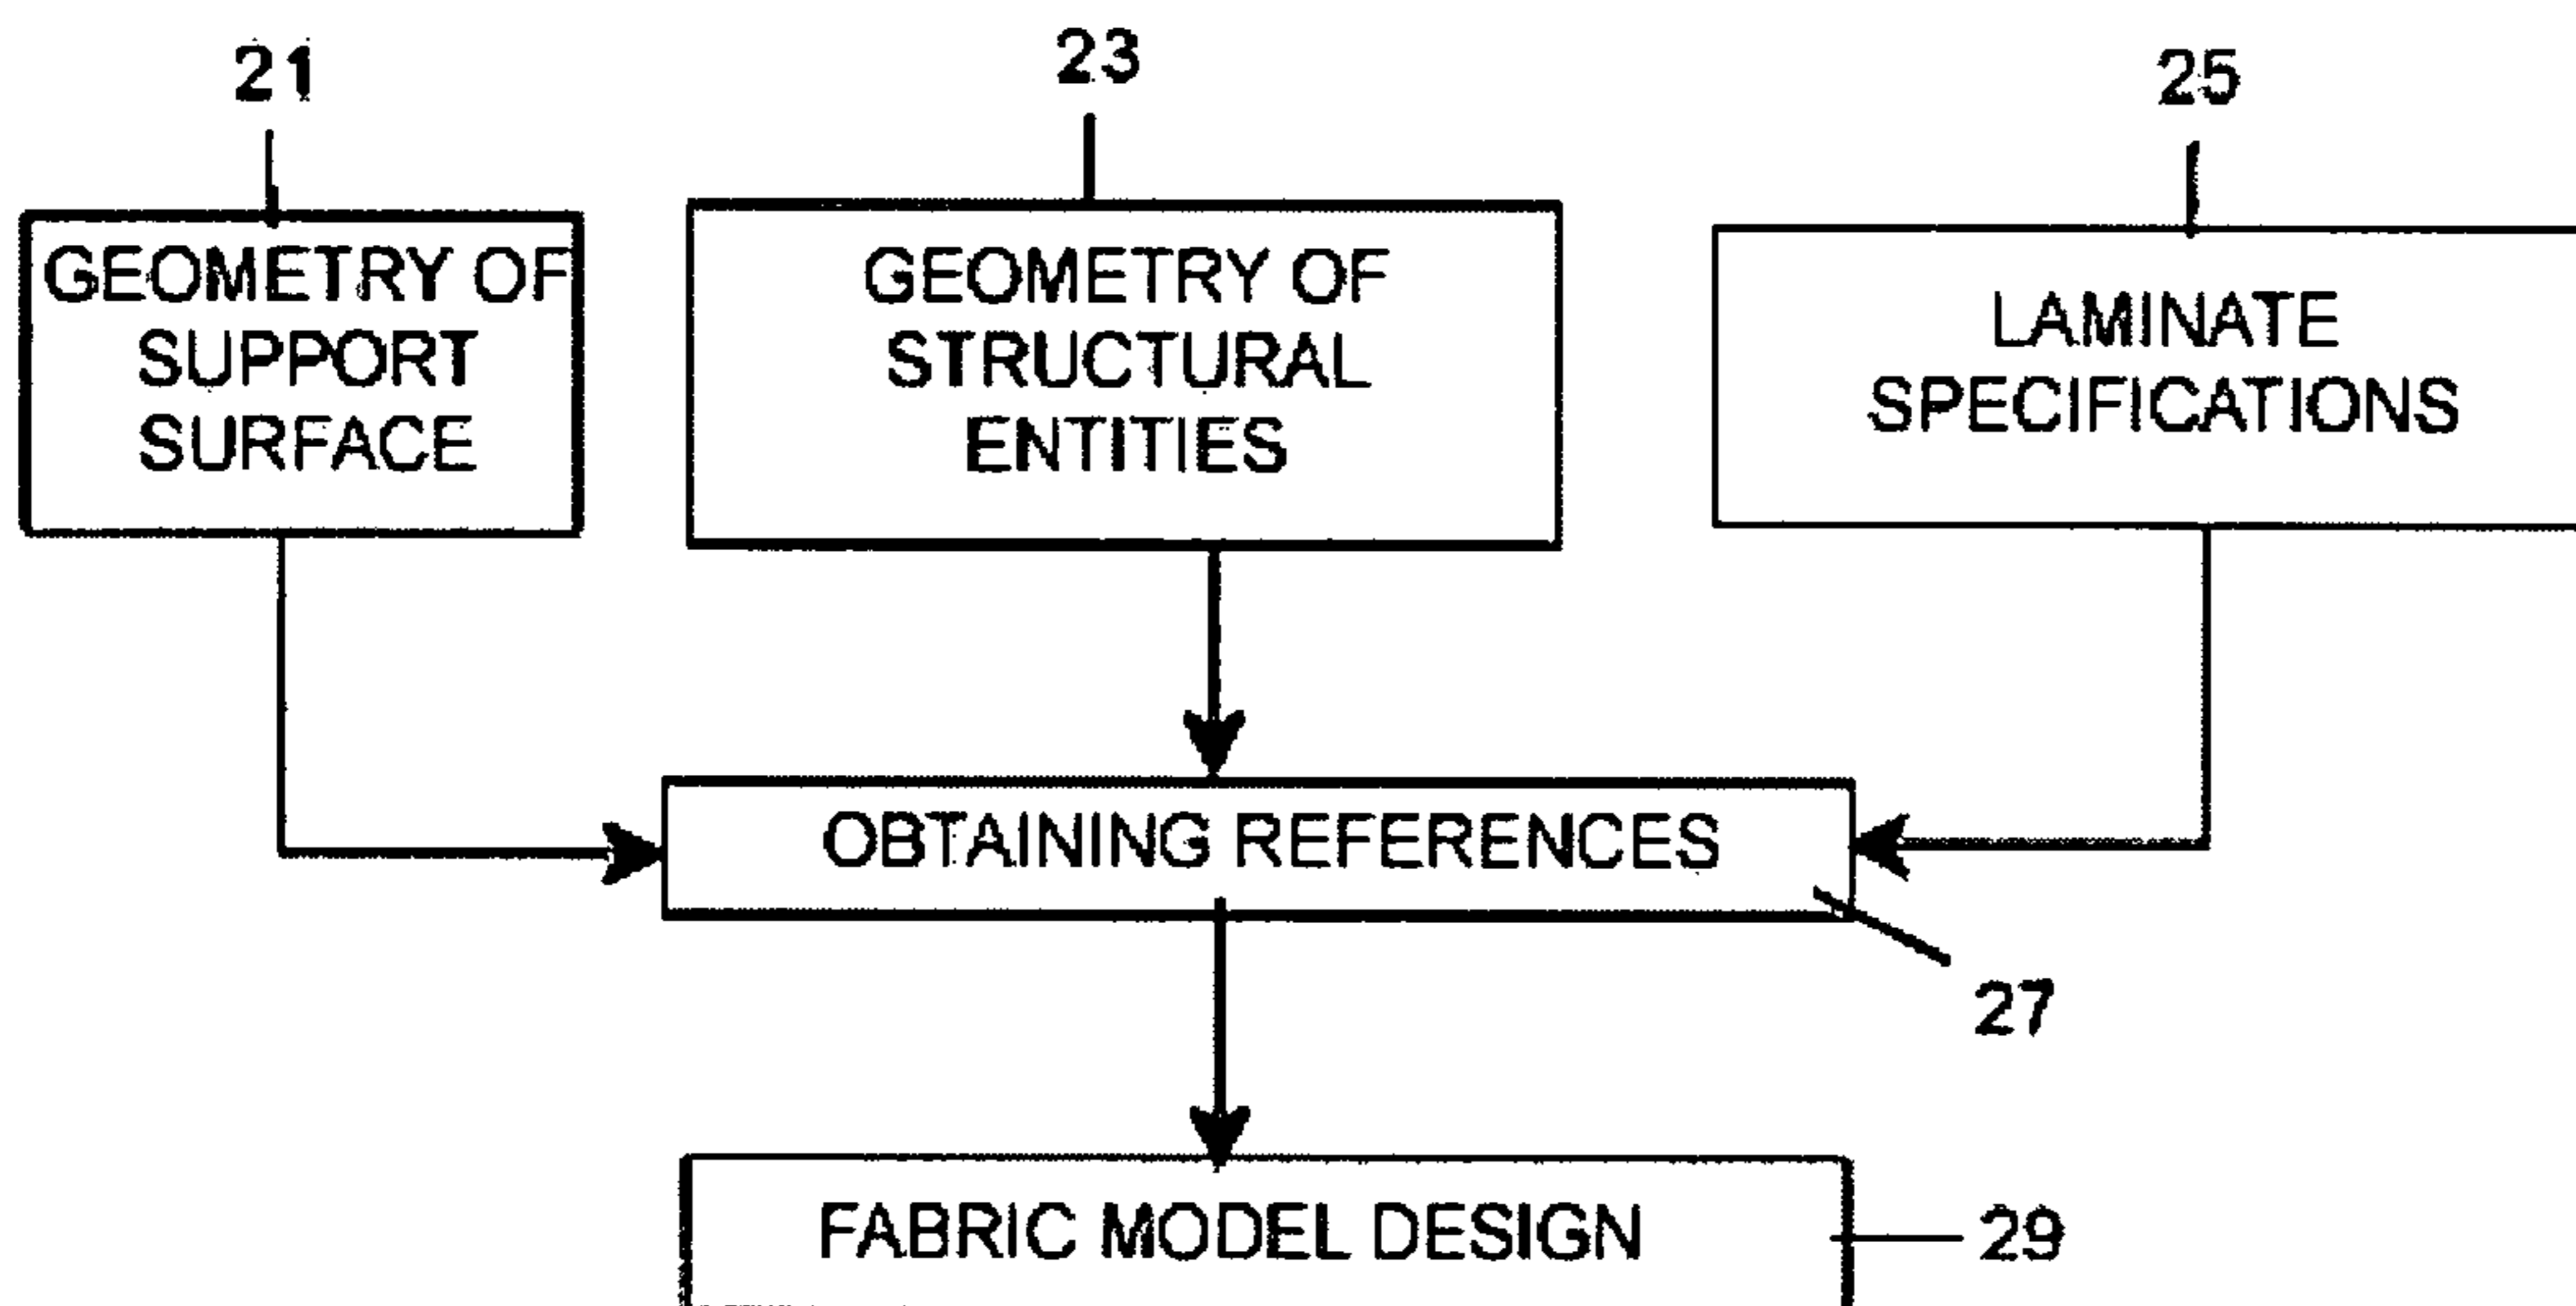 21
23
25
GEOMETRY OF
SUPPORT
SURFACE
GEOMETRY OF
STRUCTURAL
ENTITIES
LAMINATE
SPECIFICATIONS
OBTAINING REFERENCES
27
FABRIC MODEL DESIGN
29